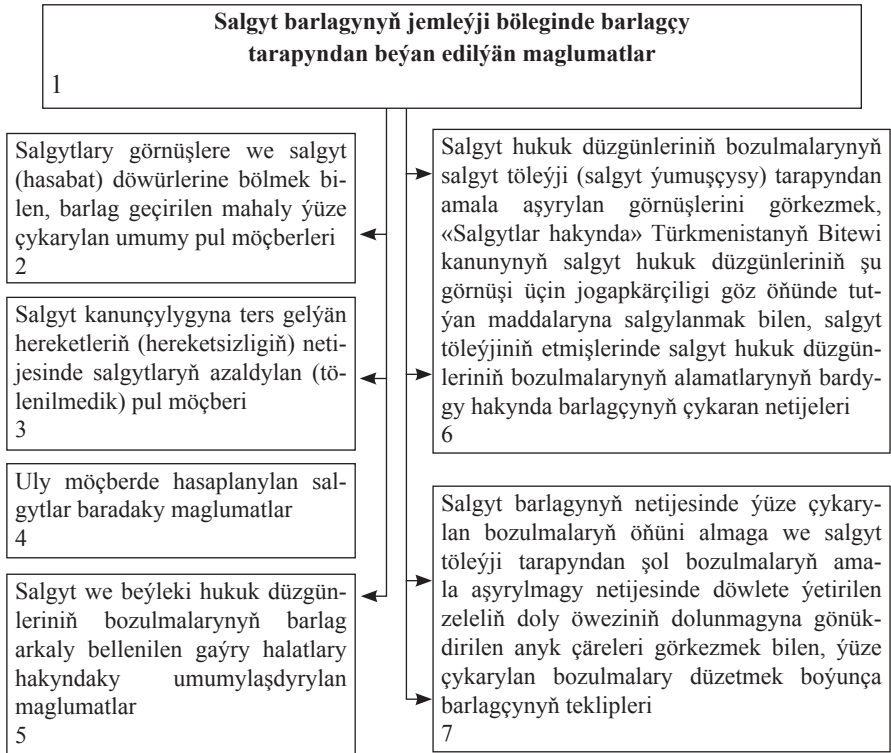 Salgyt barlagynyň jemleýji böleginde barlagçy
tarapyndan beýan edilýän maglumatlar
1
Salgytlary görnüşlere we salgyt
(hasabat) döwürlerine bölmek bi-
len, barlag geçirilen mahaly ýüze
çykarylan umumy pul möçberleri
2
Salgyt kanunçylygyna ters gelýän
hereketleriň (hereketsizligiň) neti-
jesinde salgytlaryň azaldylan (tö-
lenilmedik) pul möçberi
3
Uly möçberde hasaplanylan sal-
gytlar baradaky maglumatlar
4
Salgyt we beýleki hukuk düzgün-
leriniň bozulmalarynyň barlag
arkaly bellenilen gaýry halatlary
hakyndaky umumylaşdyrylan
maglumatlar
5
Salgyt hukuk düzgünleriniň bozulmalarynyň
salgyt töleýji (salgyt ýumuşçysy) tarapyndan
amala aşyrylan görnüşlerini görkezmek,
«Salgytlar hakynda» Türkmenistanyň Bitewi
kanunynyň salgyt hukuk düzgünleriniň şu
görnüşi üçin jogapkärçiligi göz öňünde tut-
ýan maddalaryna salgylanmak bilen, salgyt
töleýjiniň etmişlerinde salgyt hukuk düzgün-
leriniň bozulmalarynyň alamatlarynyň bardy-
gy hakynda barlagçynyň çykaran netijeleri
6
Salgyt barlagynyň netijesinde ýüze çykary-
lan bozulmalaryň öňüni almaga we salgyt
töleýji tarapyndan şol bozulmalaryň ama-
la aşyrylmagy netijesinde döwlete ýetirilen
zeleliň doly öweziniň dolunmagyna gönük-
dirilen anyk çäreleri görkezmek bilen, ýüze
çykarylan bozulmalary düzetmek boýunça
barlagçynyň teklipleri
7